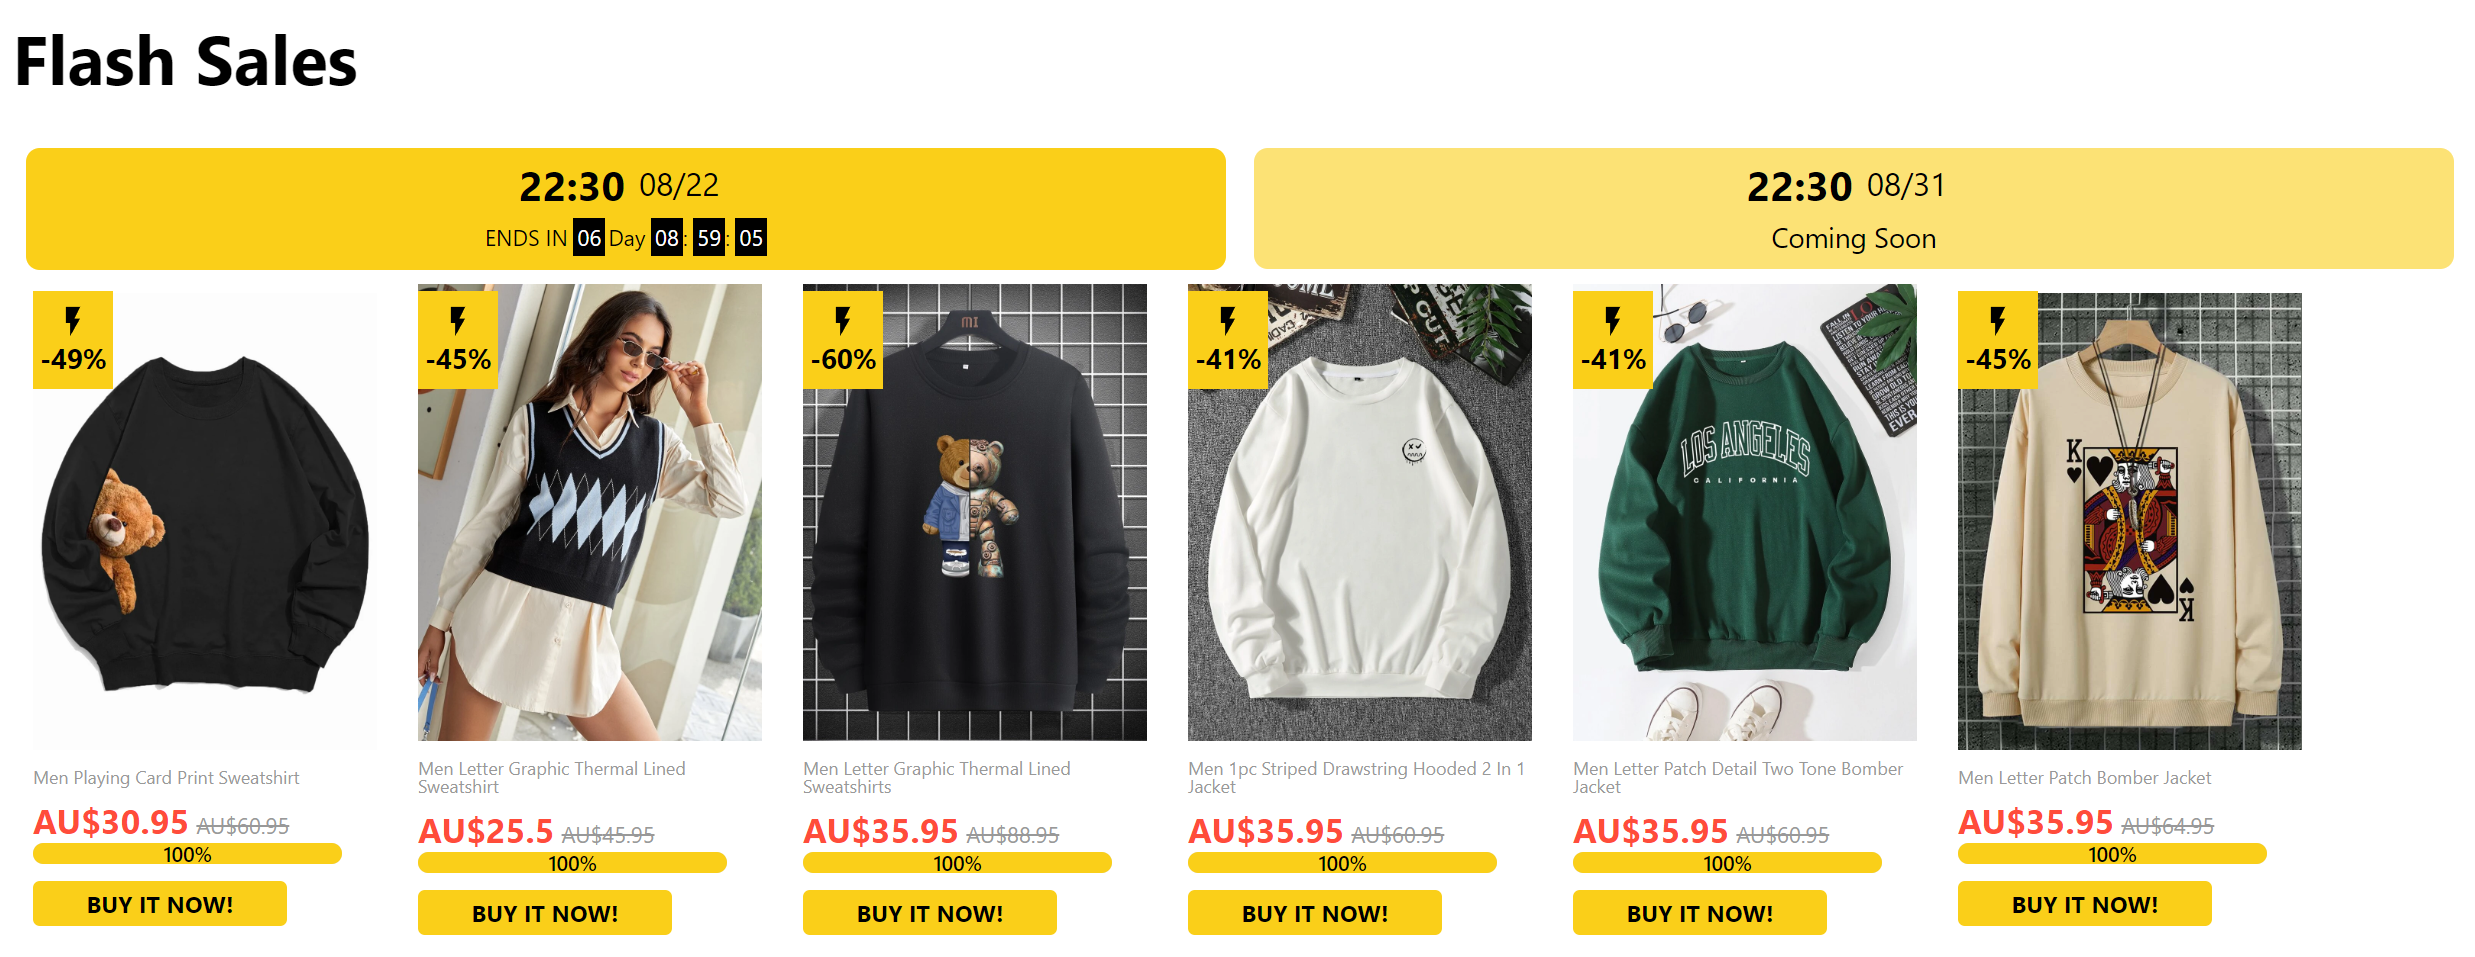 Flash Sales
22:30 08/22
ENDS IN 06 Day 08 : 59 : 05
22:30 08/31
Coming Soon
-49%
Men Playing Card Print Sweatshirt
AU$30.95 AU$60.95
100%
BUY IT NOW!
-45%
Men Letter Graphic Thermal Lined
Sweatshirt
AU$25.5 AU$45.95
100%
BUY IT NOW!
-60%
MI
Men Letter Graphic Thermal Lined
Sweatshirts
AU$35.95 AU$88.95
100%
BUY IT NOW!
-41%
OUT
Men 1pc Striped Drawstring Hooded 2 In 1
Jacket
AU$35.95 AU$60.95
100%
BUY IT NOW!
-41%
LOS ANGELES
CALIFORNIA
Men Letter Patch Detail Two Tone Bomber
Jacket
AU$35.95 AU$60.95
100%
BUY IT NOW!
-45%
K
K
Men Letter Patch Bomber Jacket
AU$35.95 AU$64.95
100%
BUY IT NOW!